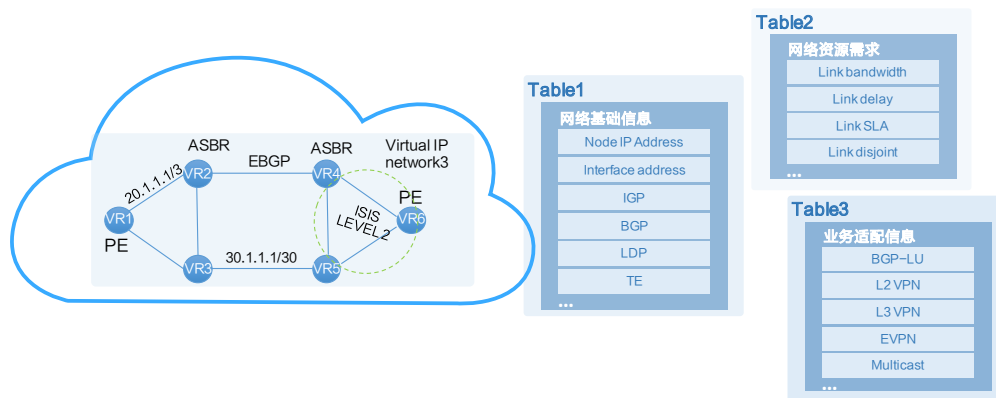 ASBR
ASBR
Virtual IP
network3
EBGP
VR2
VR4
20.1.1.1/3
PE
VR1
VR6
ISIS
LEVEL2
PE
30.1.1.1/30
VR3
VR5
Table1
网络基础信息
Node IP Address
Interface address
IGP
BGP
LDP
TE
...
Table2
网络资源需求
Link bandwidth
Link delay
Link SLA
Link disjoint
...
Table3
业务适配信息
BGP-LU
L2 VPN
L3 VPN
EVPN
Multicast
...